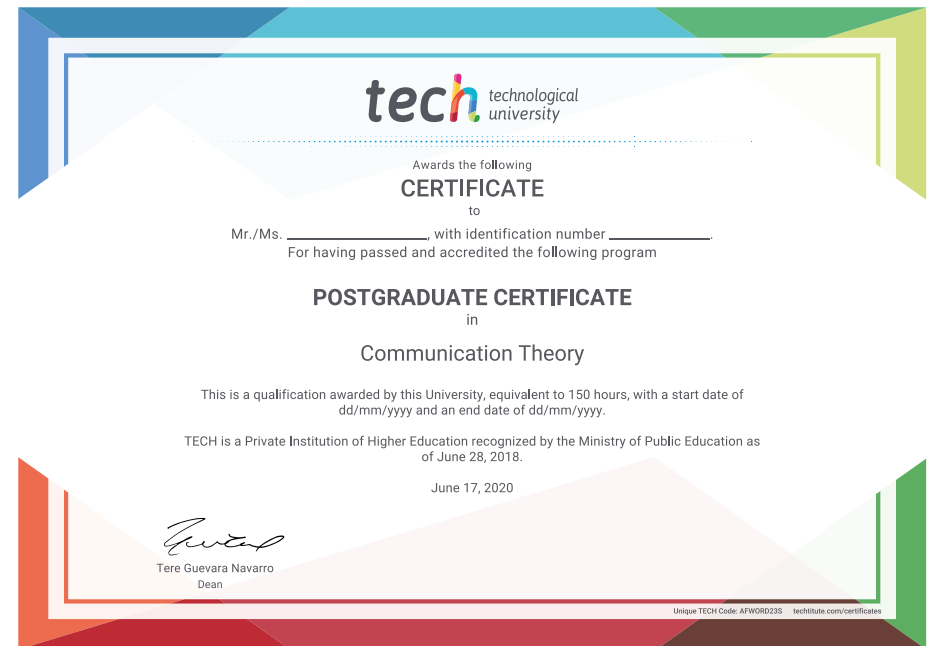 tech technological
university
Awards the following
CERTIFICATE
to
Mr./Ms. ____________________, with identification number ______________.
For having passed and accredited the following program
POSTGRADUATE CERTIFICATE
in
Communication Theory
This is a qualification awarded by this University, equivalent to 150 hours, with a start date of
dd/mm/yyyy and an end date of dd/mm/yyyy.
TECH is a Private Institution of Higher Education recognized by the Ministry of Public Education as
of June 28, 2018.
June 17, 2020
Tere Guevara Navarro
Dean
Unique TECH Code: AFWORD23S techtitute.com/certificates